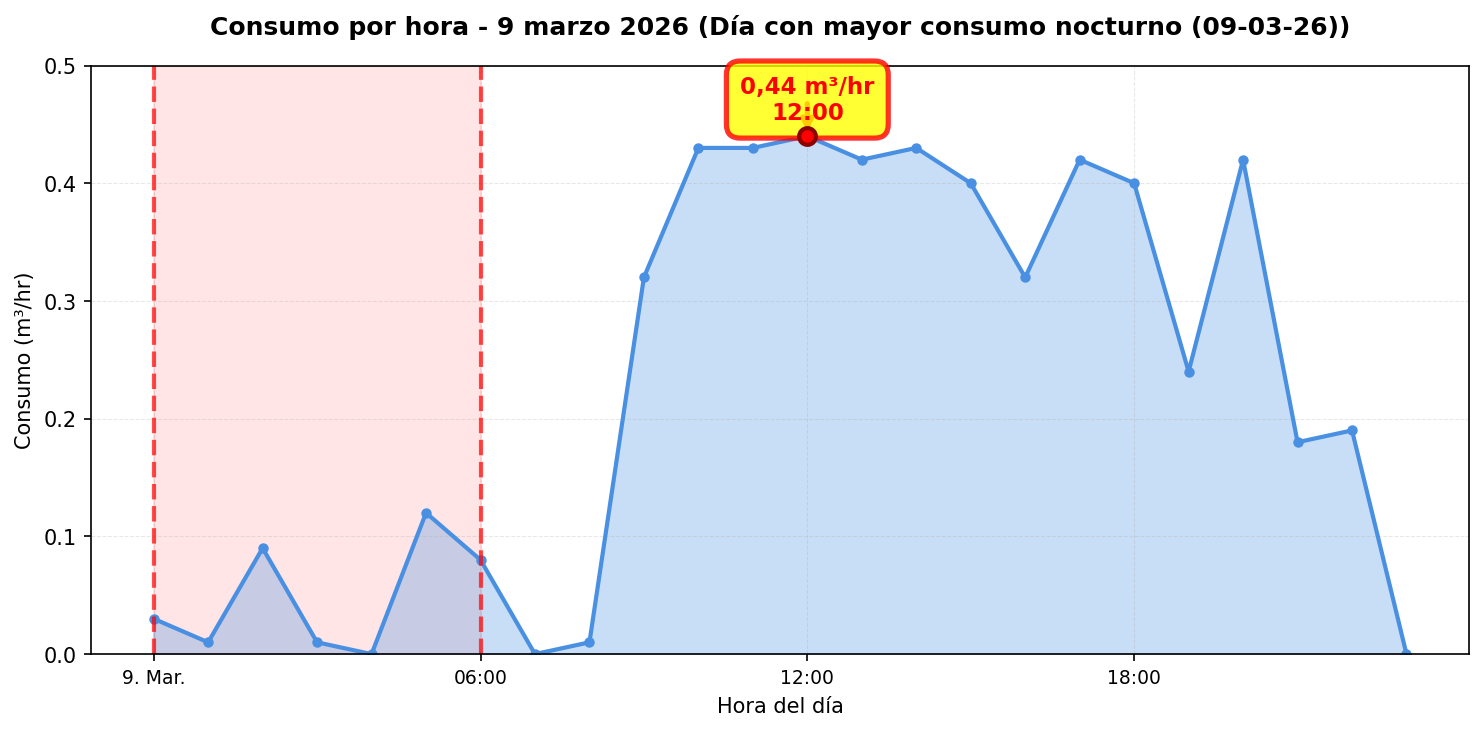 Consumo por hora - 9 marzo 2026 (Día con mayor consumo nocturno (09-03-26))
0,44 m³/hr
12:00
Consumo (m³/hr)
0.5
0.4
0.3
0.2
0.1
0.0
9. Mar.
06:00
12:00
18:00
Hora del día